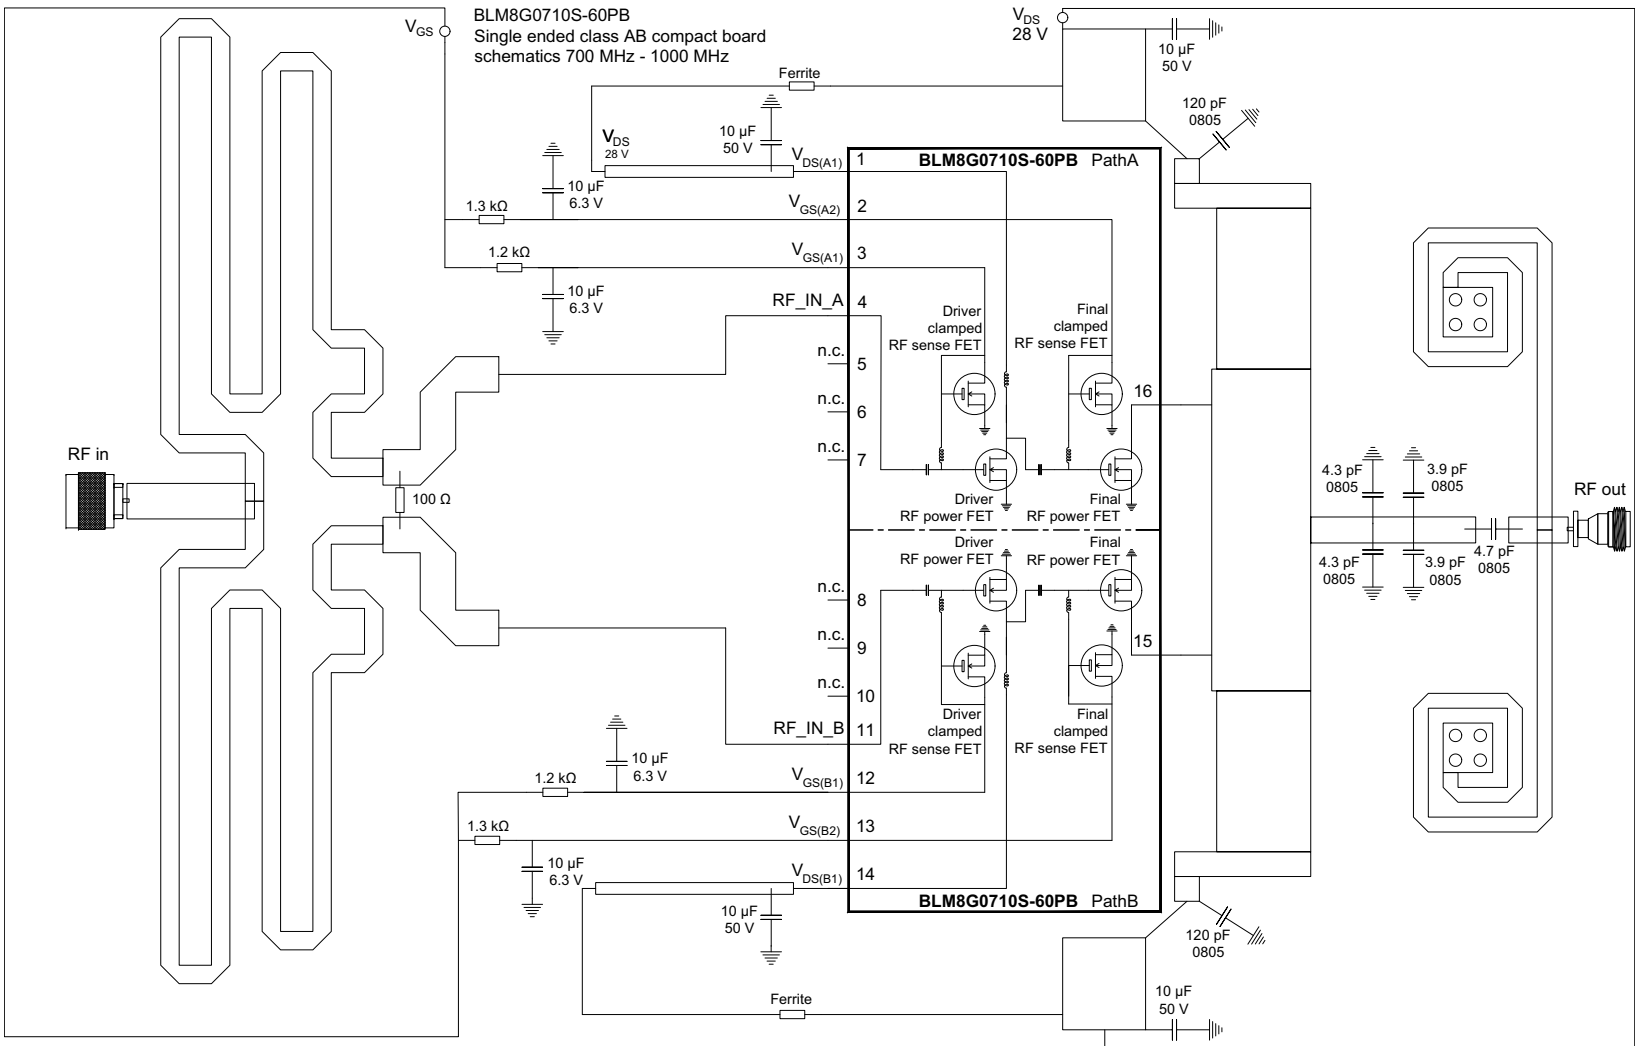 BLM8G0710S-60PB
Single ended class AB compact board
schematics 700 MHz - 1000 MHz
VGS
VDS
28 V
10 µF
50 V
Ferrite
120 pF
0805
VDS
28 V
10 µF
50 V
VDS(A1)
1
BLM8G0710S-60PB PathA
10 µF
6.3 V
1.3 kΩ
VGS(A2)
2
1.2 kΩ
VGS(A1)
3
10 µF
6.3 V
RF_IN_A
4
Driver
clamped
RF sense FET
Final
clamped
RF sense FET
n.c.
5
n.c.
6
n.c.
7
16
RF in
100 Ω
Driver
RF power FET
Final
RF power FET
4.3 pF
0805
3.9 pF
0805
RF out
Driver
RF power FET
Final
RF power FET
4.3 pF
0805
3.9 pF
0805
4.7 pF
0805
n.c.
8
n.c.
9
n.c.
10
15
RF_IN_B
11
Driver
clamped
RF sense FET
Final
clamped
RF sense FET
10 µF
6.3 V
1.2 kΩ
VGS(B1)
12
1.3 kΩ
VGS(B2)
13
10 µF
6.3 V
VDS(B1)
14
10 µF
50 V
BLM8G0710S-60PB PathB
120 pF
0805
Ferrite
10 µF
50 V